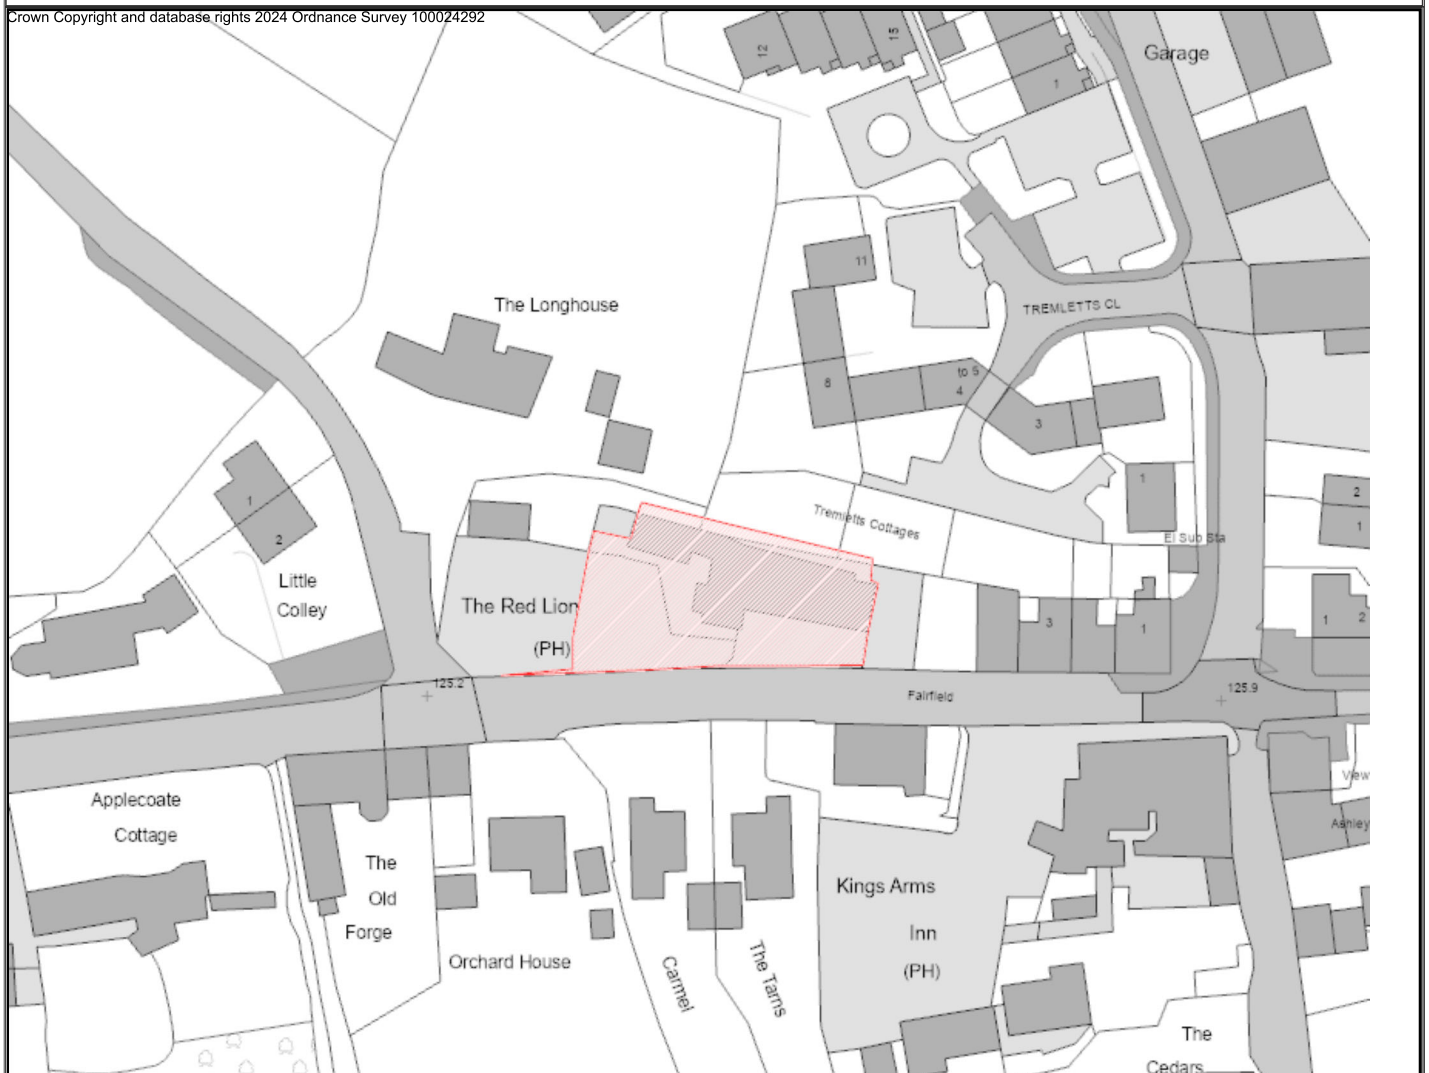 Crown Copyright and database rights 2024 Ordnance Survey 100024292
12
15
1
Garage
11
The Longhouse
TREMLETTS CL
8
to 5
4
3
1
1
2
Tremletts Cottages
El Sub Sta
2
1
Little
Colley
The Red Lion
(PH)
3
1
1
2
125.2
Fairfield
125.9
View
Applecoate
Cottage
Ashley
The
Old
Forge
Kings Arms
Inn
(PH)
Orchard House
Carmel
The Tarns
The
Cedars